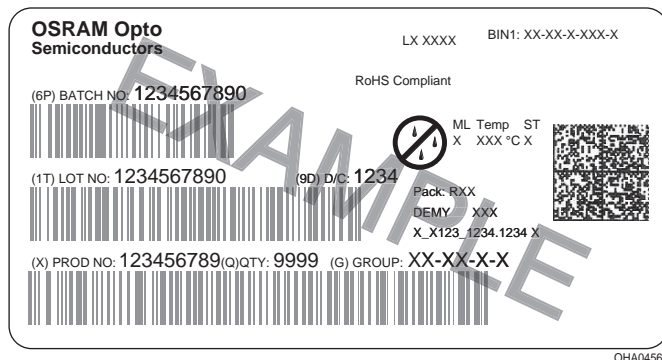 OSRAM Opto
Semiconductors
LX XXXX
BIN1: XX-XX-X-XXX-X
RoHS Compliant
(6P) BATCH NO: 1234567890
ML Temp ST
X XXX °C X
(1T) LOT NO: 1234567890
(9D) D/C: 1234
Pack: RXX
DEMY XXX
X_X123_1234.1234 X
(X) PROD NO: 123456789(Q)QTY: 9999 (G) GROUP: XX-XX-X-X
EXAMPLE
OHA0456